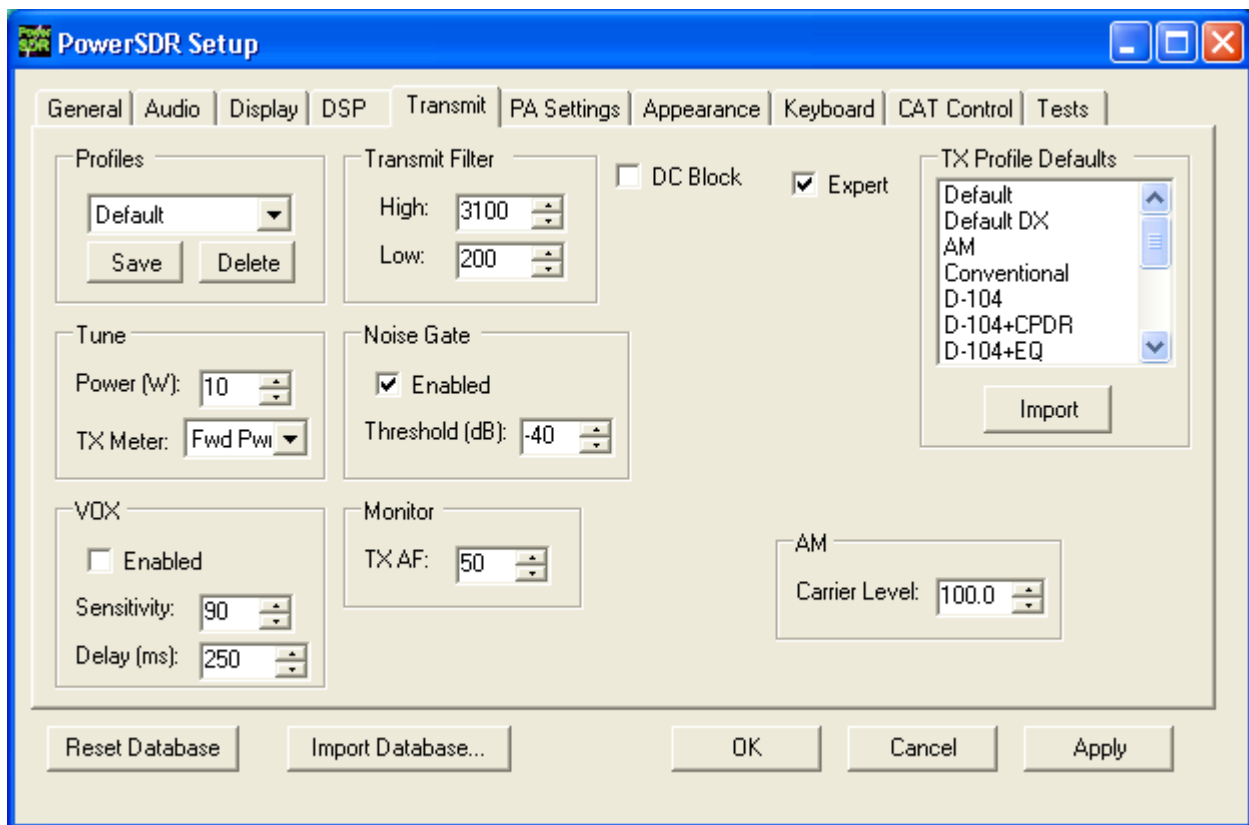 Power SDR PowerSDR Setup
General Audio Display DSP Transmit PA Settings Appearance Keyboard CAT Control Tests
Profiles
Default
Save Delete
Transmit Filter
High: 3100
Low: 200
DC Block
Expert
TX Profile Defaults
Default
Default DX
AM
Conventional
D-104
D-104+CPDR
D-104+EQ
Import
Tune
Power (W): 10
TX Meter: Fwd Pwr
Noise Gate
Enabled
Threshold (dB): -40
VOX
Enabled
Sensitivity: 90
Delay (ms): 250
Monitor
TX AF: 50
AM
Carrier Level: 100.0
Reset Database Import Database... OK Cancel Apply